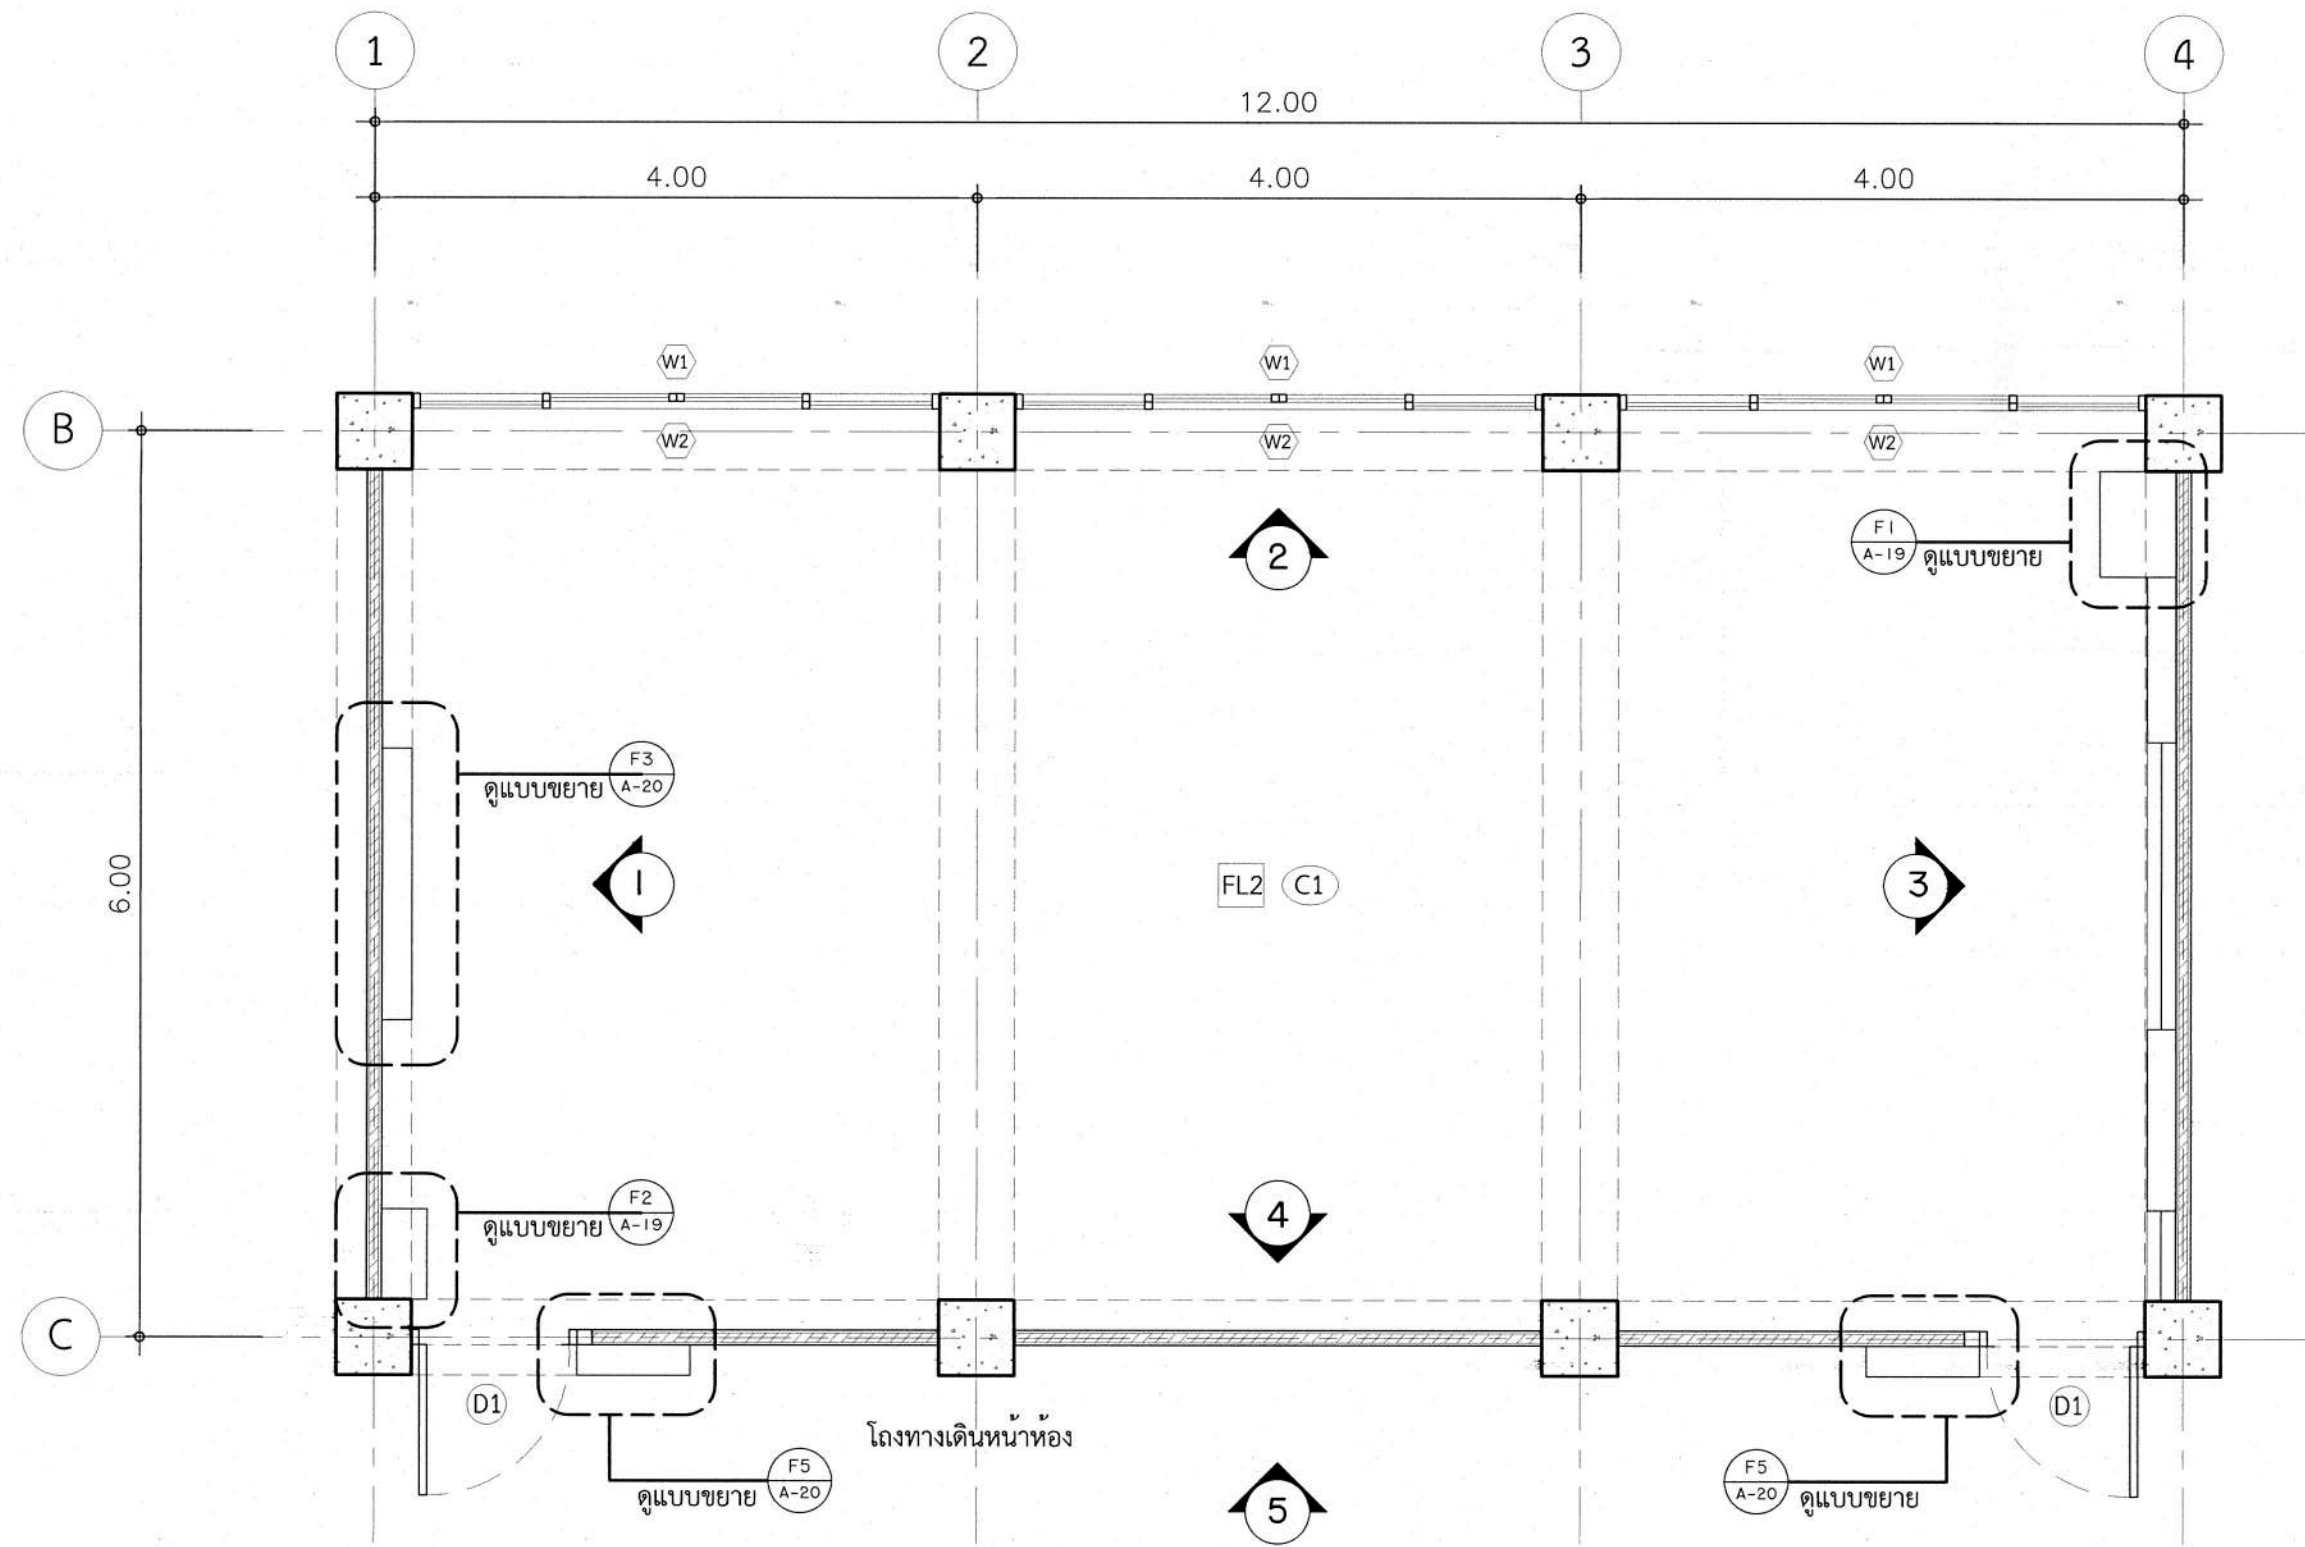 1
2
3
4
12.00
4.00
4.00
4.00
W1
W1
W1
B
W2
W2
W2
2
F1
A-19
ดูแบบขยาย
F3
A-20
ดูแบบขยาย
6.00
1
FL2
C1
3
F2
A-19
ดูแบบขยาย
4
C
D1
D1
โถงทางเดินหน้าห้อง
F5
A-20
ดูแบบขยาย
5
F5
A-20
ดูแบบขยาย